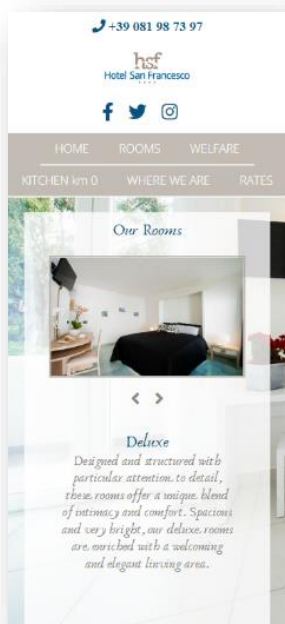 +39 081 98 73 97
hsf
Hotel San Francesco
HOME ROOMS WELFARE
KITCHEN km 0 WHERE WE ARE RATES
Our Rooms
Deluxe
Designed and structured with
particular attention to detail,
these rooms offer a unique blend
of intimacy and comfort. Spacious
and very bright, our deluxe rooms
are enriched with a welcoming
and elegant linving area.